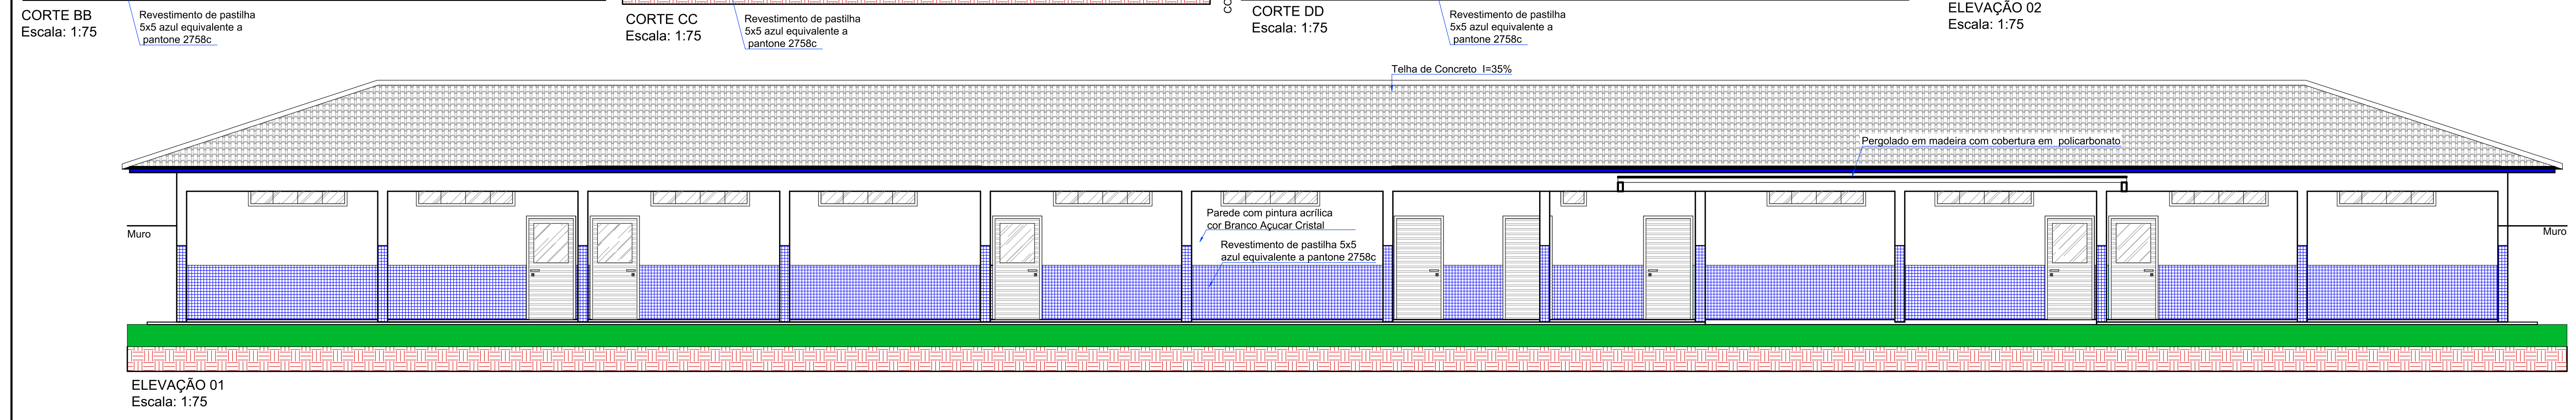 CORTE BB
Escala: 1:75
Revestimento de pastilha
5x5 azul equivalente a
pantone 2758c
CORTE CC
Escala: 1:75
Revestimento de pastilha
5x5 azul equivalente a
pantone 2758c
CORTE DD
Escala: 1:75
Revestimento de pastilha
5x5 azul equivalente a
pantone 2758c
ELEVAÇÃO 02
Escala: 1:75
Telha de Concreto I=35%
Pergolado em madeira com cobertura em policarbonato
Parede com pintura acrílica
cor Branco Açucar Cristal
Muro
Muro
Revestimento de pastilha 5x5
azul equivalente a pantone 2758c
ELEVAÇÃO 01
Escala: 1:75